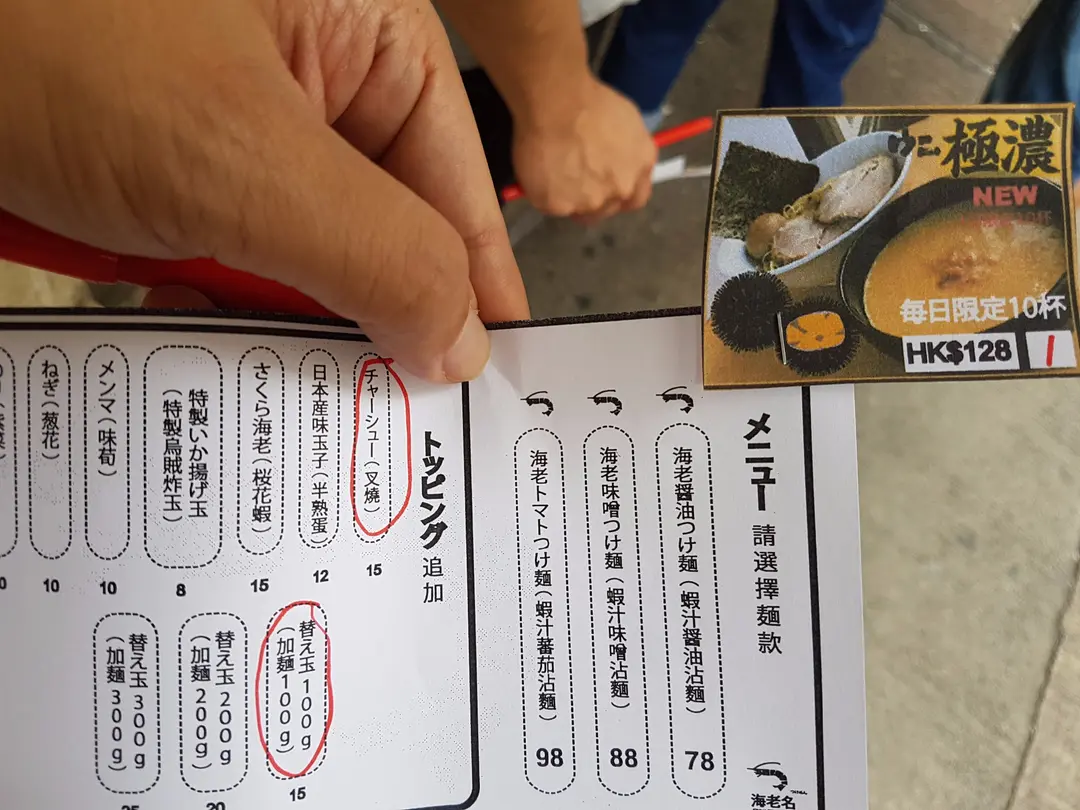 ウニ極濃
NEW
毎日限定10杯
HK$128
1
メニュー 請選擇麺款
海老醤油つけ麺(蝦汁醤油沾麵)
78
海老味噌つけ麺(蝦汁味噌沾麵)
88
海老トマトつけ麺(蝦汁蕃茄沾麵)
98
海老名
トッピング 追加
チャーシュー(叉燒)
15
日本産味玉子(半熟蛋)
12
さくら海老(桜花蝦)
15
特製いか揚げ玉
(特製烏賊炸玉)
8
メンマ(味荀)
10
ねぎ(葱花)
10
替え玉100g
(加麵100g)
15
替え玉200g
(加麵200g)
20
替え玉300g
(加麵300g)
25